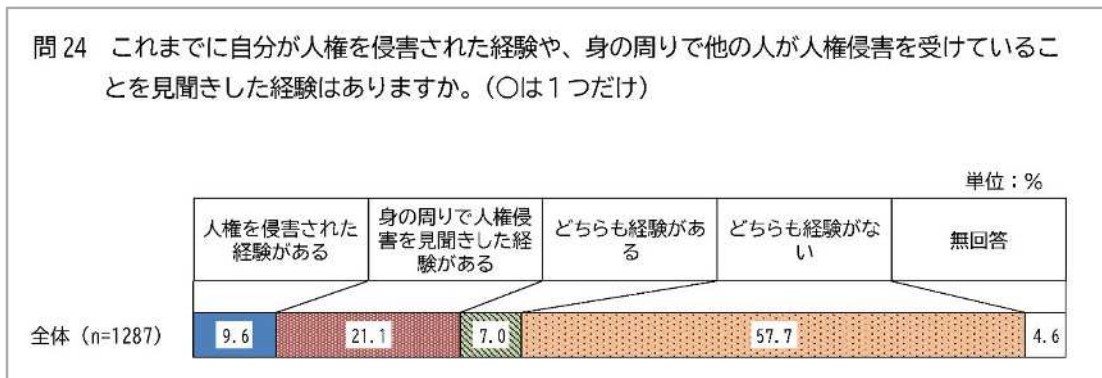 問24 これまでに自分が人権を侵害された経験や、身の周りで他の人が人権侵害を受けているこ
とを見聞きした経験はありますか。(○は1つだけ)
単位：%
人権を侵害された
経験がある
身の周りで人権侵
害を見聞きした経
験がある
どちらも経験があ
る
どちらも経験がな
い
無回答
全体（n=1287）
9.6
21.1
7.0
57.7
4.6